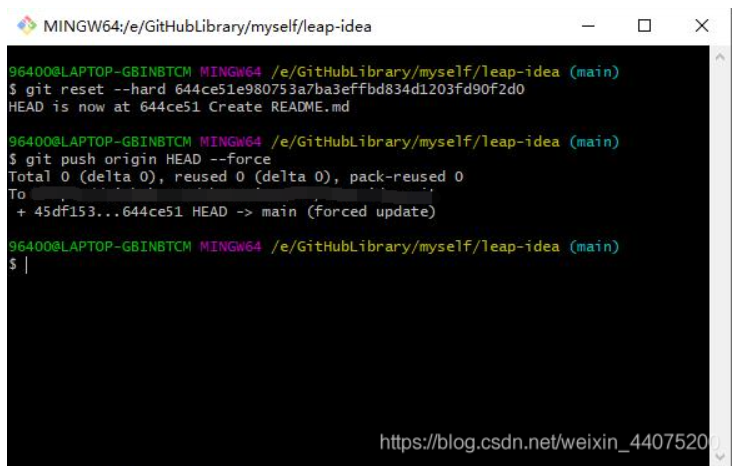 MINGW64:/e/GitHubLibrary/myself/leap-idea
96400@LAPTOP-GBINBTCM MINGW64 /e/GitHubLibrary/myself/leap-idea (main)
$ git reset --hard 644ce51e980753a7ba3effbd834d1203fd90f2d0
HEAD is now at 644ce51 Create README.md
96400@LAPTOP-GBINBTCM MINGW64 /e/GitHubLibrary/myself/leap-idea (main)
$ git push origin HEAD --force
Total 0 (delta 0), reused 0 (delta 0), pack-reused 0
To
+ 45df153...644ce51 HEAD -> main (forced update)
96400@LAPTOP-GBINBTCM MINGW64 /e/GitHubLibrary/myself/leap-idea (main)
$
https://blog.csdn.net/weixin_44075200